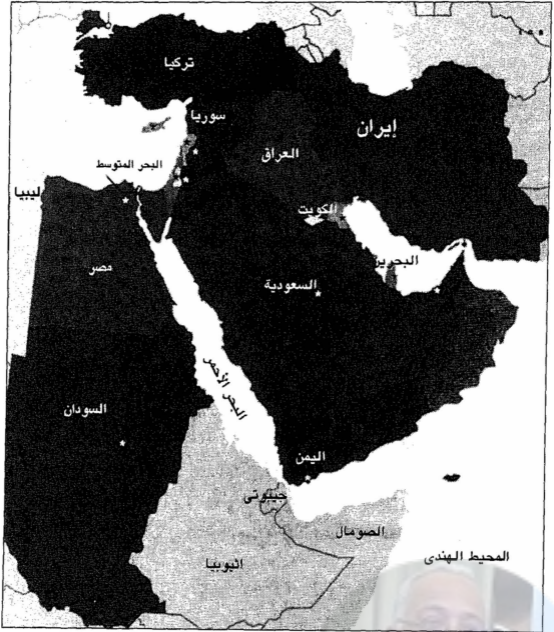 تركيا
سوريا
إيران
العراق
البحر المتوسط
ليبيا
الكويت
مصر
البحرين
السعودية
البحر الأحمر
السودان
اليمن
جيبوتى
الصومال
اثيوبيا
المحيط الهندى